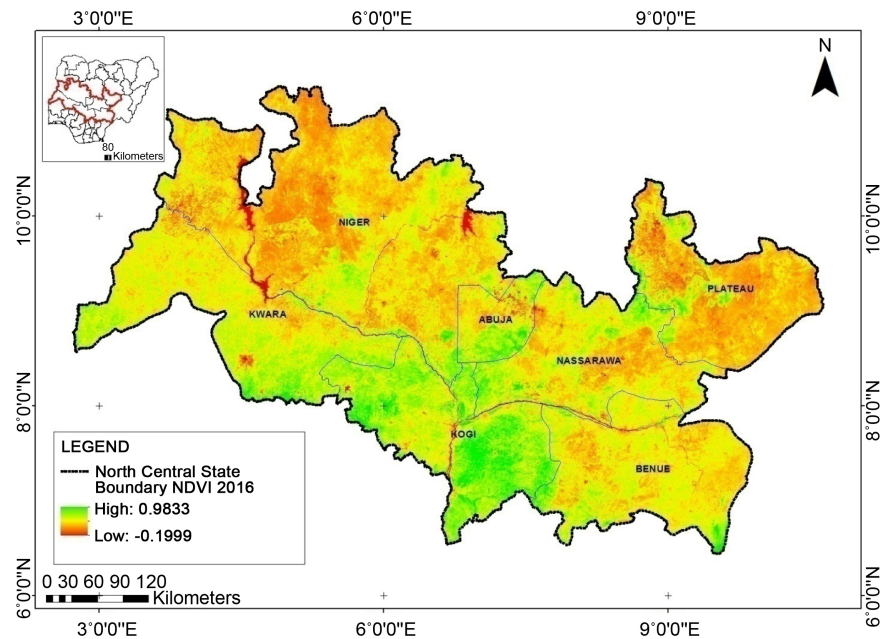 3°0'0"E 6°0'0"E 9°0'0"E
N
80
Kilometers
10°0'0"N 10°0'0"N
NIGER
PLATEAU
KWARA
ABUJA
NASSARAWA
8°0'0"N 8°0'0"N
KOGI
BENUE
LEGEND
North Central State
Boundary NDVI 2016
High: 0.9833
Low: -0.1999
0 30 60 90 120
Kilometers
6°0'0"N 6°0'0"N
3°0'0"E 6°0'0"E 9°0'0"E